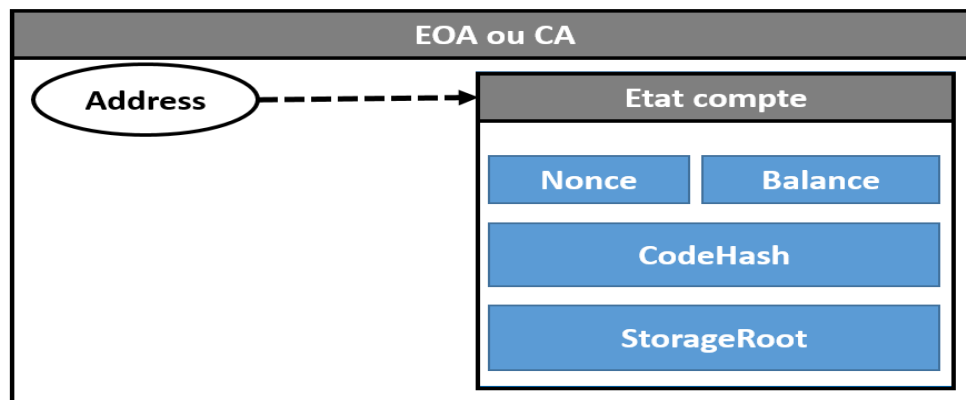 EOA ou CA
Address
Etat compte
Nonce Balance
CodeHash
StorageRoot